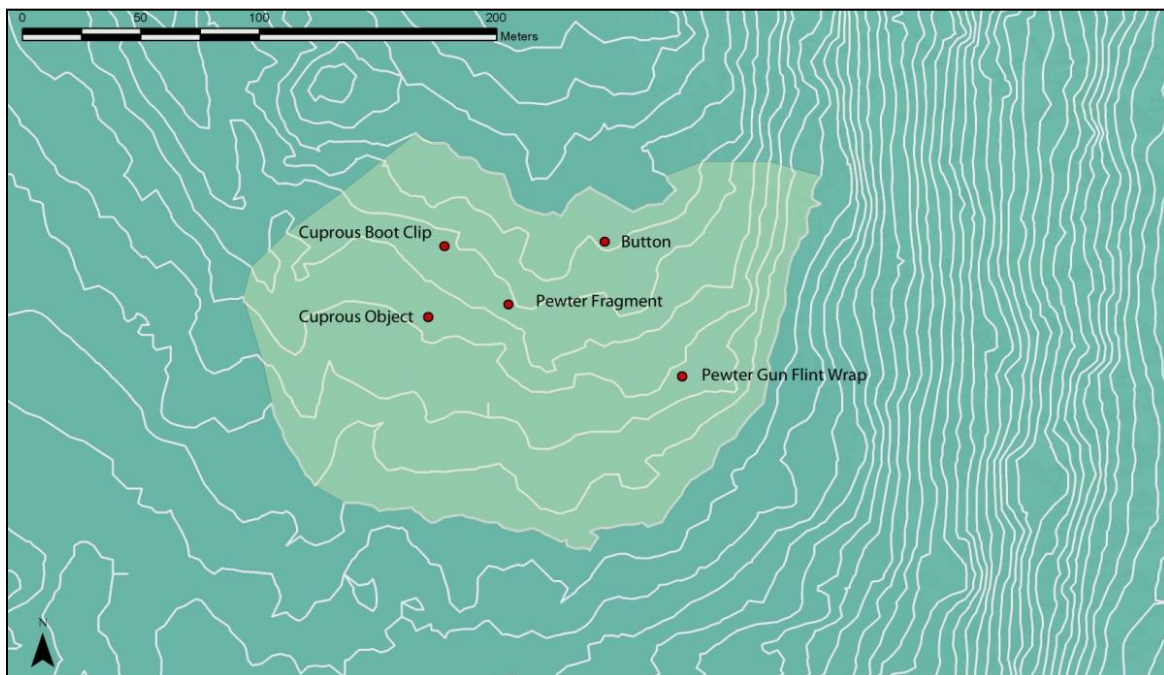 0 50 100 200
Meters
Cuprous Boot Clip
Button
Pewter Fragment
Cuprous Object
Pewter Gun Flint Wrap
N